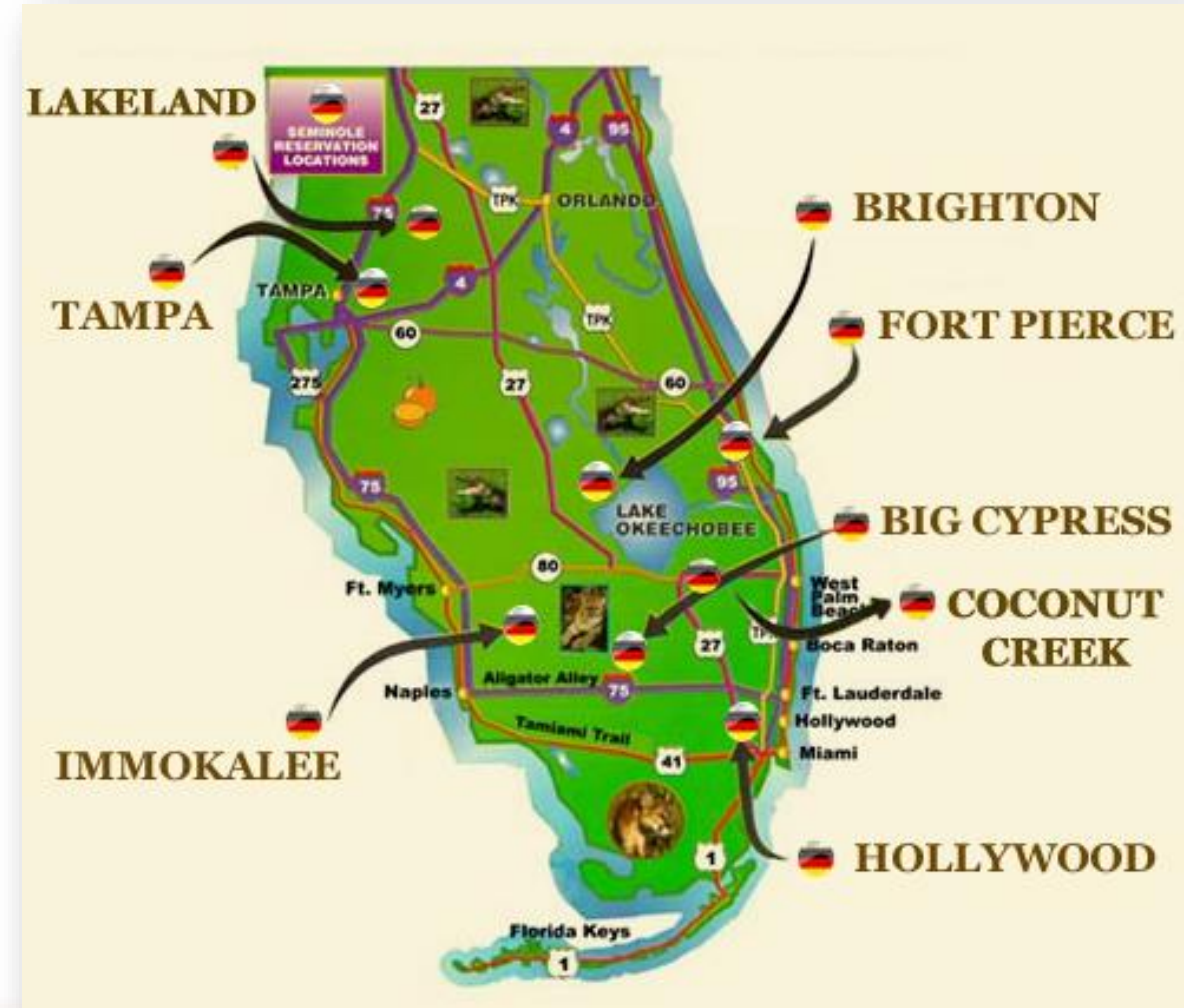 LAKELAND
SEMINOLE
RESERVATION
LOCATIONS
27
4
95
BRIGHTON
TPK
ORLANDO
75
TAMPA
TAMPA
4
FORT PIERCE
TPK
60
275
27
60
75
95
LAKE
OKEECHOBEE
BIG CYPRESS
80
Ft. Myers
West
Palm
Beach
COCONUT
CREEK
27
TPK
Boca Raton
Aligator Alley
75
Naples
Ft. Lauderdale
Tamiami Trail
Hollywood
41
Miami
IMMOKALEE
1
HOLLYWOOD
Florida Keys
1